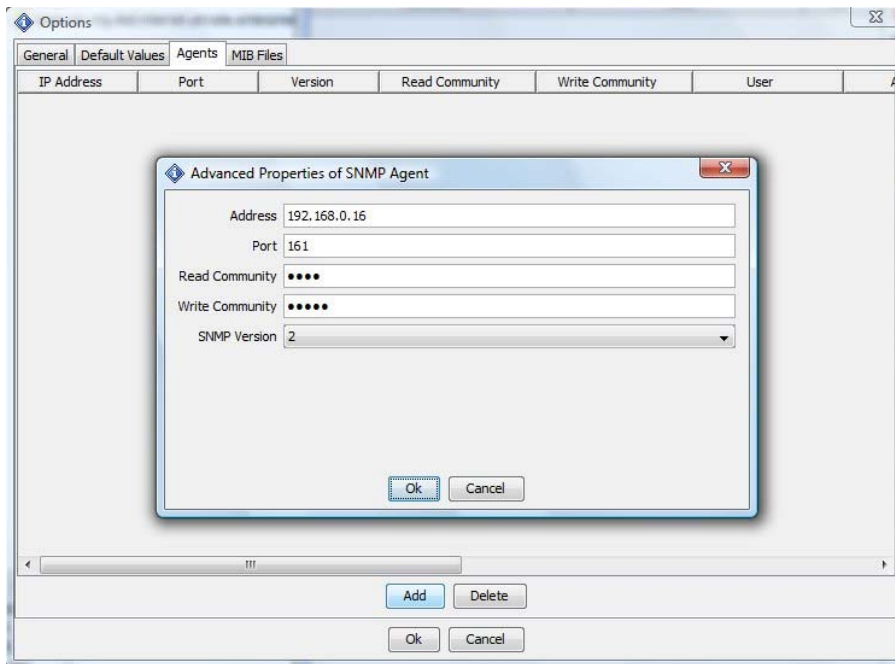 Options
General Default Values Agents MIB Files
IP Address Port Version Read Community Write Community User
Advanced Properties of SNMP Agent
Address 192.168.0.16
Port 161
Read Community ••••
Write Community •••••
SNMP Version 2
Ok Cancel
Add Delete
Ok Cancel